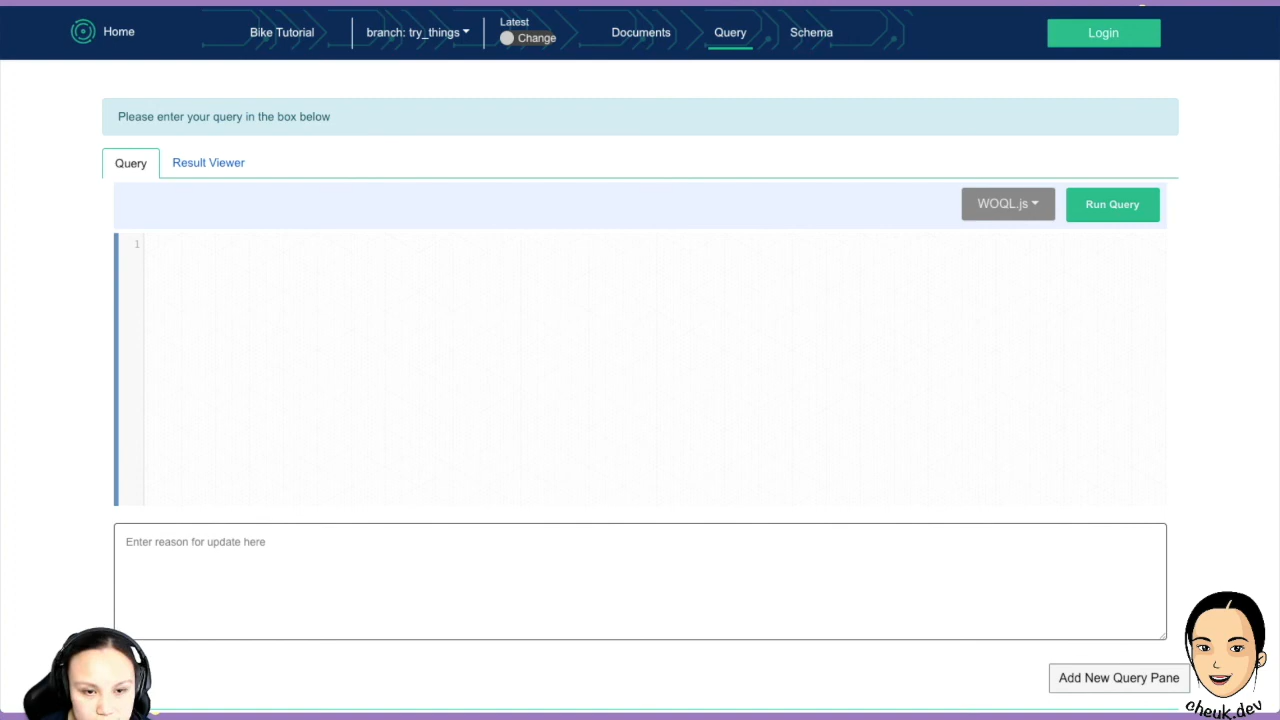 Home
Bike Tutorial
branch: try_things
Latest
Change
Documents
Query
Schema
Login
Please enter your query in the box below
Query
Result Viewer
WOQL.js
Run Query
1
Enter reason for update here
Add New Query Pane
cheuk.dev